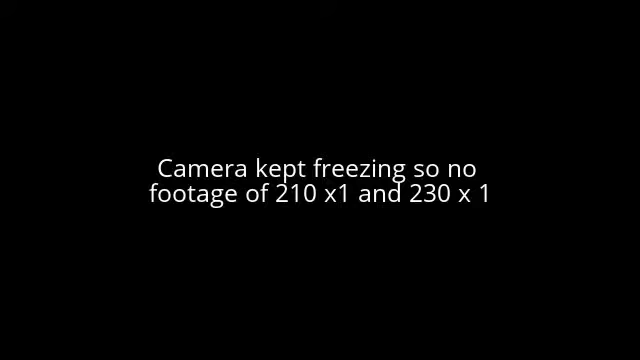 Camera kept freezing so no
footage of 210 x1 and 230 x 1